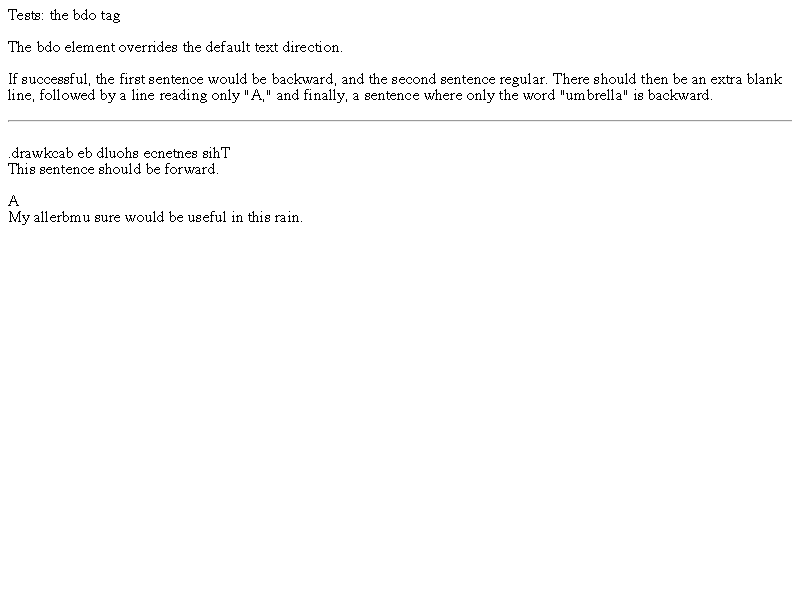 Tests: the bdo tag
The bdo element overrides the default text direction.
If successful, the first sentence would be backward, and the second sentence regular. There should then be an extra blank
line, followed by a line reading only "A," and finally, a sentence where only the word "umbrella" is backward.
.drawkcab eb dluohs ecnetnes sihT
This sentence should be forward.
A
My allerbmu sure would be useful in this rain.